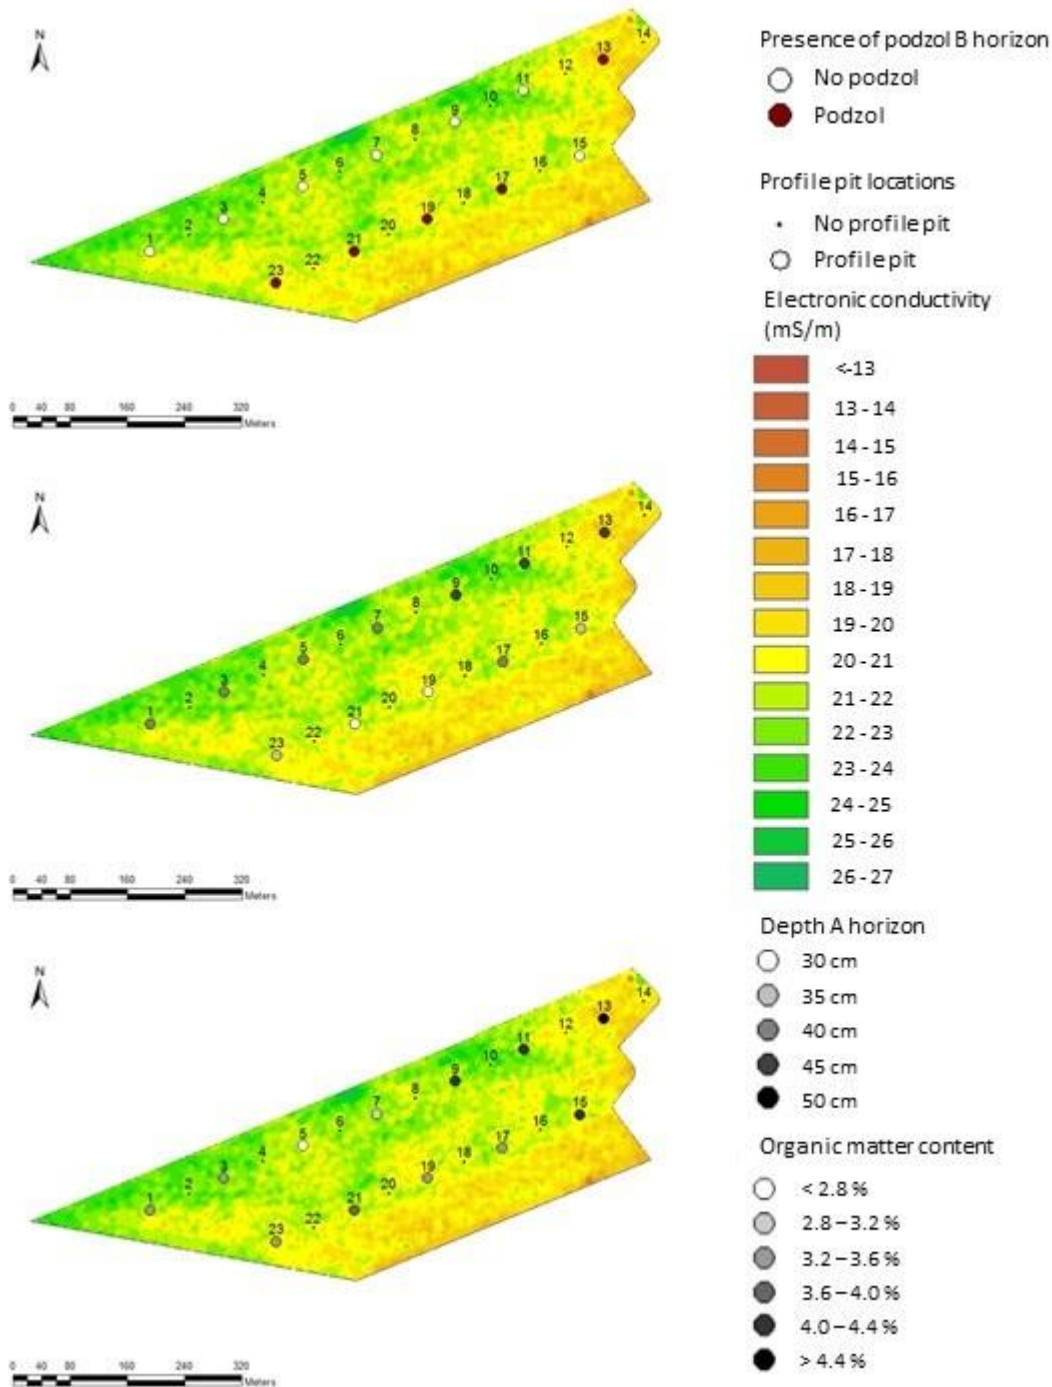 N
14
13
12
11
10
9
8
15
7
16
6
17
5
18
4
19
3
20
2
21
1
22
23
0 40 80 160 240 320
Meters
N
14
13
12
11
10
9
8
15
7
16
6
17
5
18
4
19
3
20
2
21
1
22
23
0 40 80 160 240 320
Meters
N
14
13
12
11
10
9
8
15
7
16
6
17
5
18
4
19
3
20
2
21
1
22
23
0 40 80 160 240 320
Meters
Presence of podzol B horizon
No podzol
Podzol
Profile pit locations
No profile pit
Profile pit
Electronic conductivity
(mS/m)
<-13
13 - 14
14 - 15
15 - 16
16 - 17
17 - 18
18 - 19
19 - 20
20 - 21
21 - 22
22 - 23
23 - 24
24 - 25
25 - 26
26 - 27
Depth A horizon
30 cm
35 cm
40 cm
45 cm
50 cm
Organic matter content
< 2.8 %
2.8 – 3.2 %
3.2 – 3.6 %
3.6 – 4.0 %
4.0 – 4.4 %
> 4.4 %